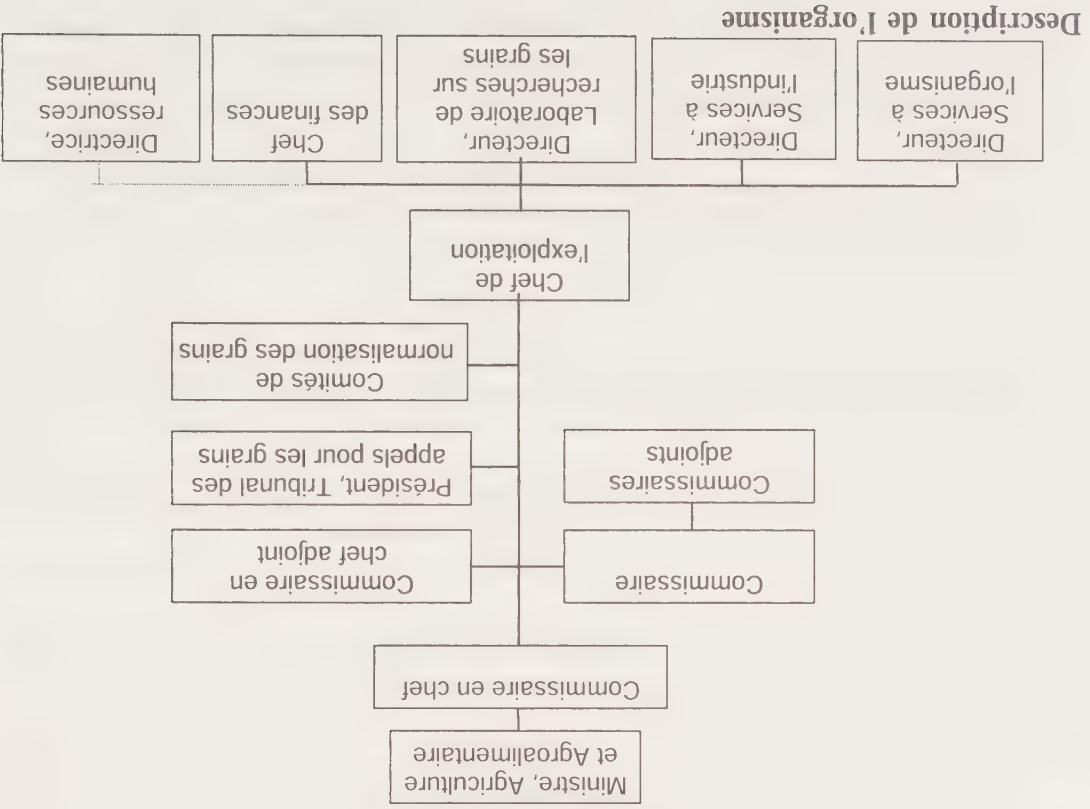 Ministre, Agriculture
et Agroalimentaire
Commissaire en chef
Commissaire
Commissaire en
chef adjoint
Commissaires
adjoints
Président, Tribunal des
appels pour les grains
Comités de
normalisation des grains
Chef de
l'exploitation
Directeur,
Services à
l'organisme
Directeur,
Services à
l'industrie
Directeur,
Laboratoire de
recherches sur
les grains
Chef
des finances
Directrice,
ressources
humaines
Description de l'organisme